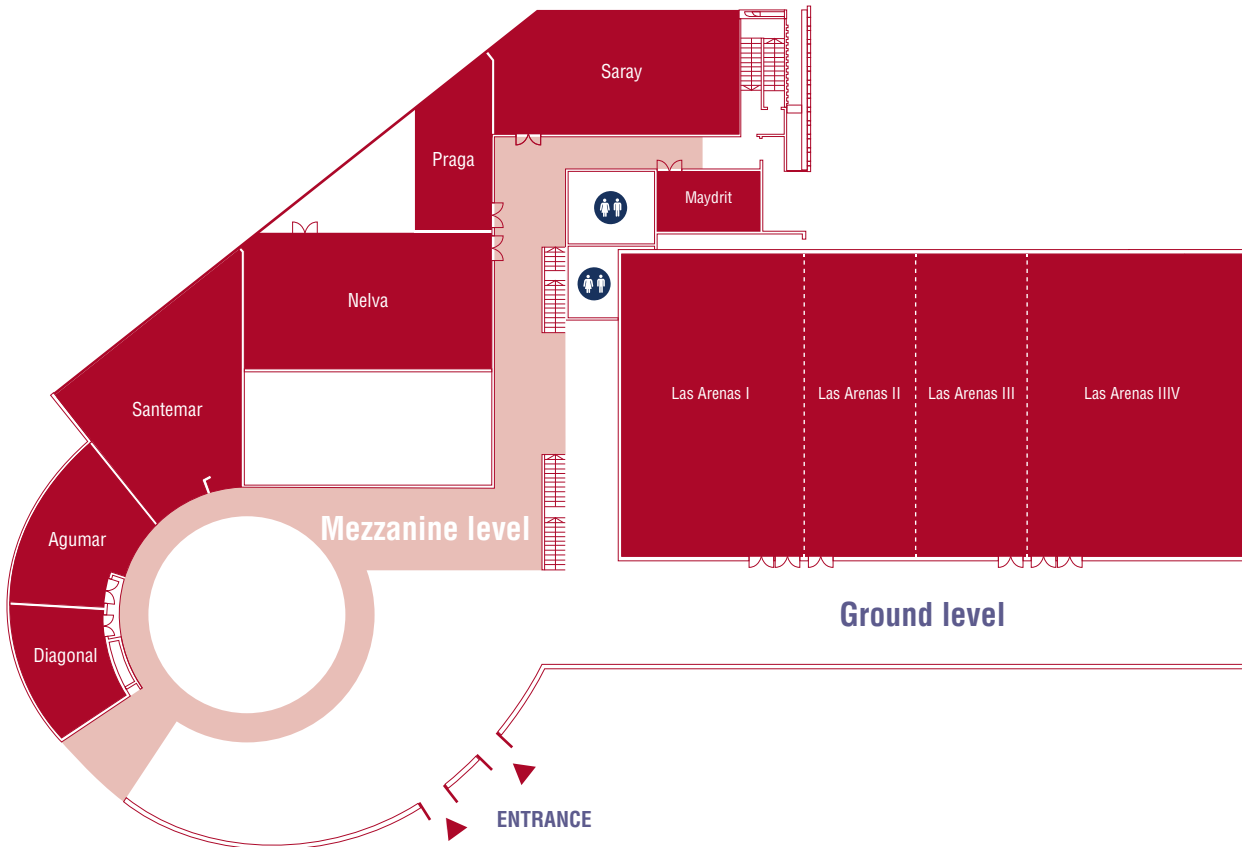 Saray
Praga
Maydrit
Nelva
Santemar
Las Arenas I
Las Arenas II
Las Arenas III
Las Arenas IIIV
Mezzanine level
Agumar
Ground level
Diagonal
ENTRANCE